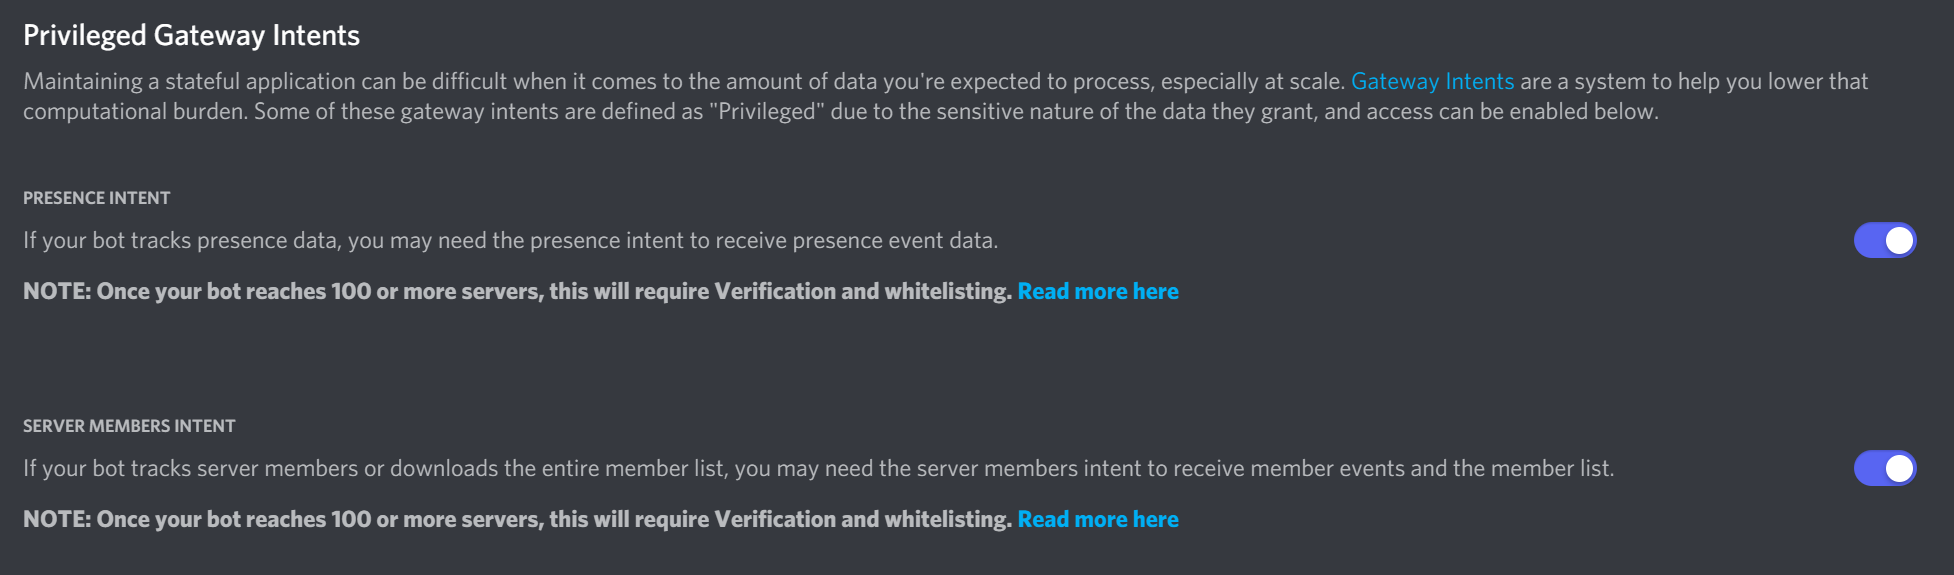 Privileged Gateway Intents
Maintaining a stateful application can be difficult when it comes to the amount of data you're expected to process, especially at scale. Gateway Intents are a system to help you lower that
computational burden. Some of these gateway intents are defined as "Privileged" due to the sensitive nature of the data they grant, and access can be enabled below.
PRESENCE INTENT
If your bot tracks presence data, you may need the presence intent to receive presence event data.
NOTE: Once your bot reaches 100 or more servers, this will require Verification and whitelisting. Read more here
SERVER MEMBERS INTENT
If your bot tracks server members or downloads the entire member list, you may need the server members intent to receive member events and the member list.
NOTE: Once your bot reaches 100 or more servers, this will require Verification and whitelisting. Read more here